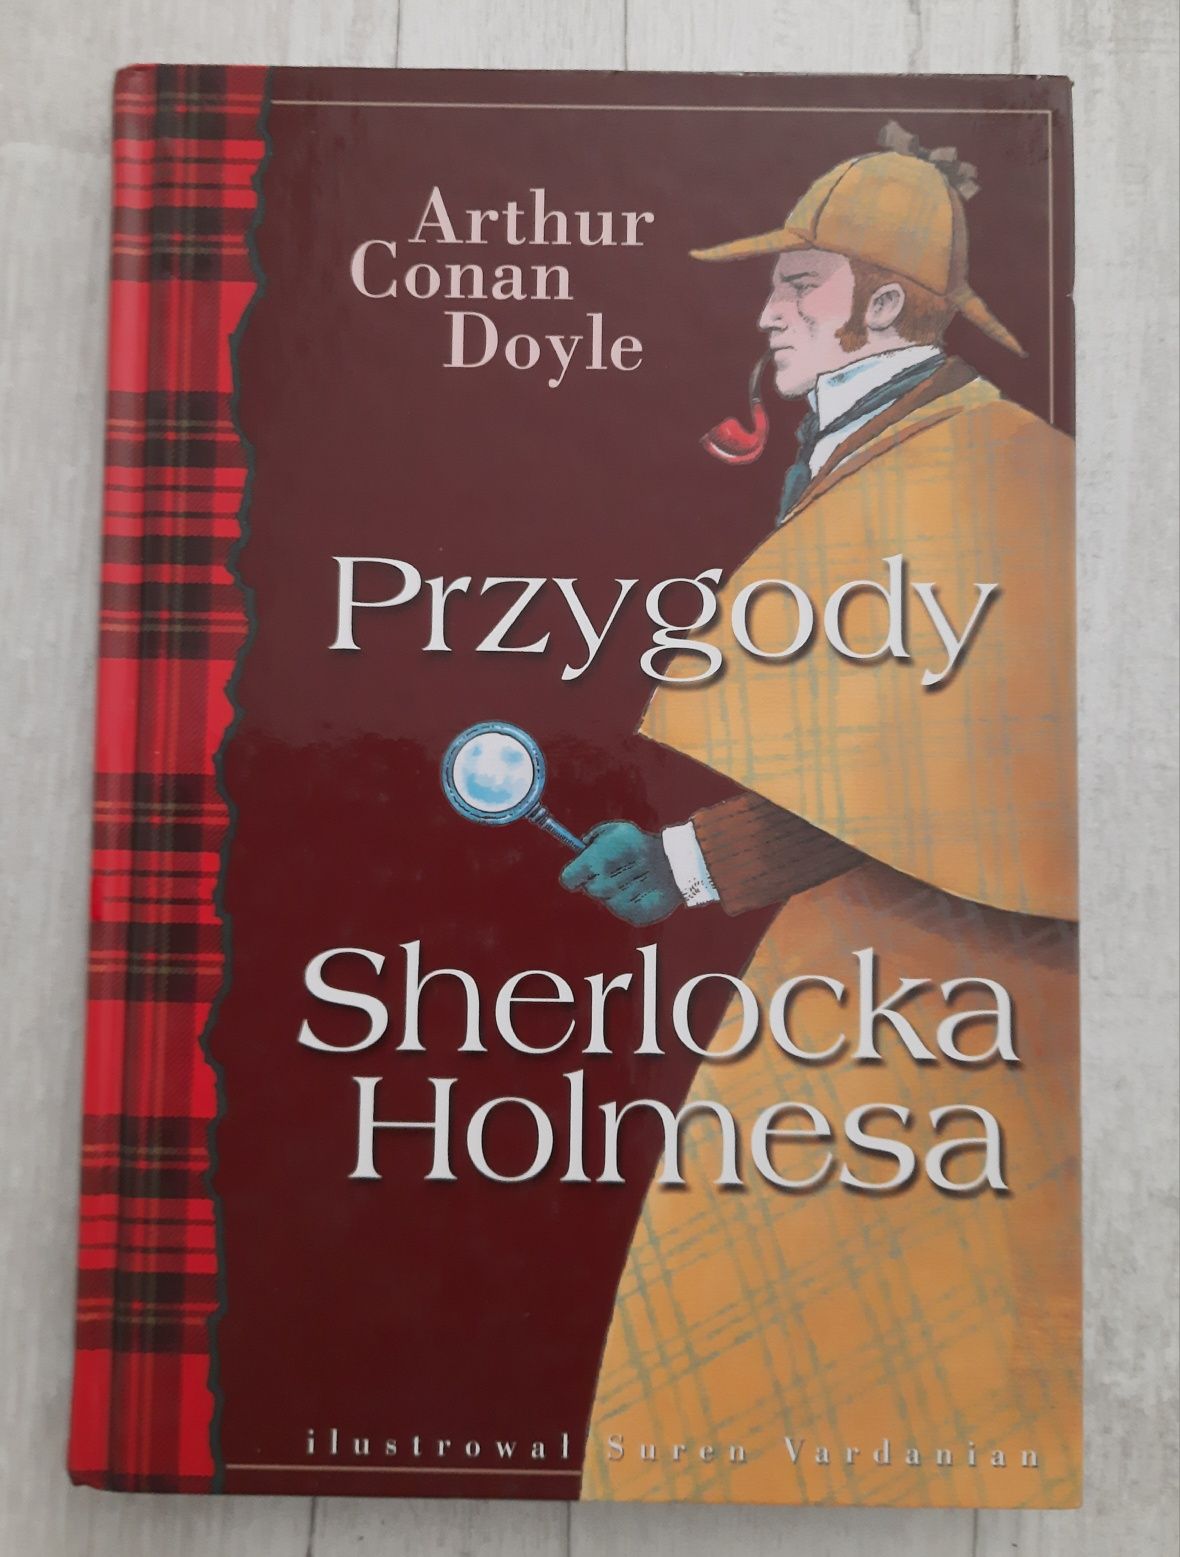 Arthur
Conan
Doyle
Przygody
Sherlocka
Holmesa
ilustrował Suren Vardanian